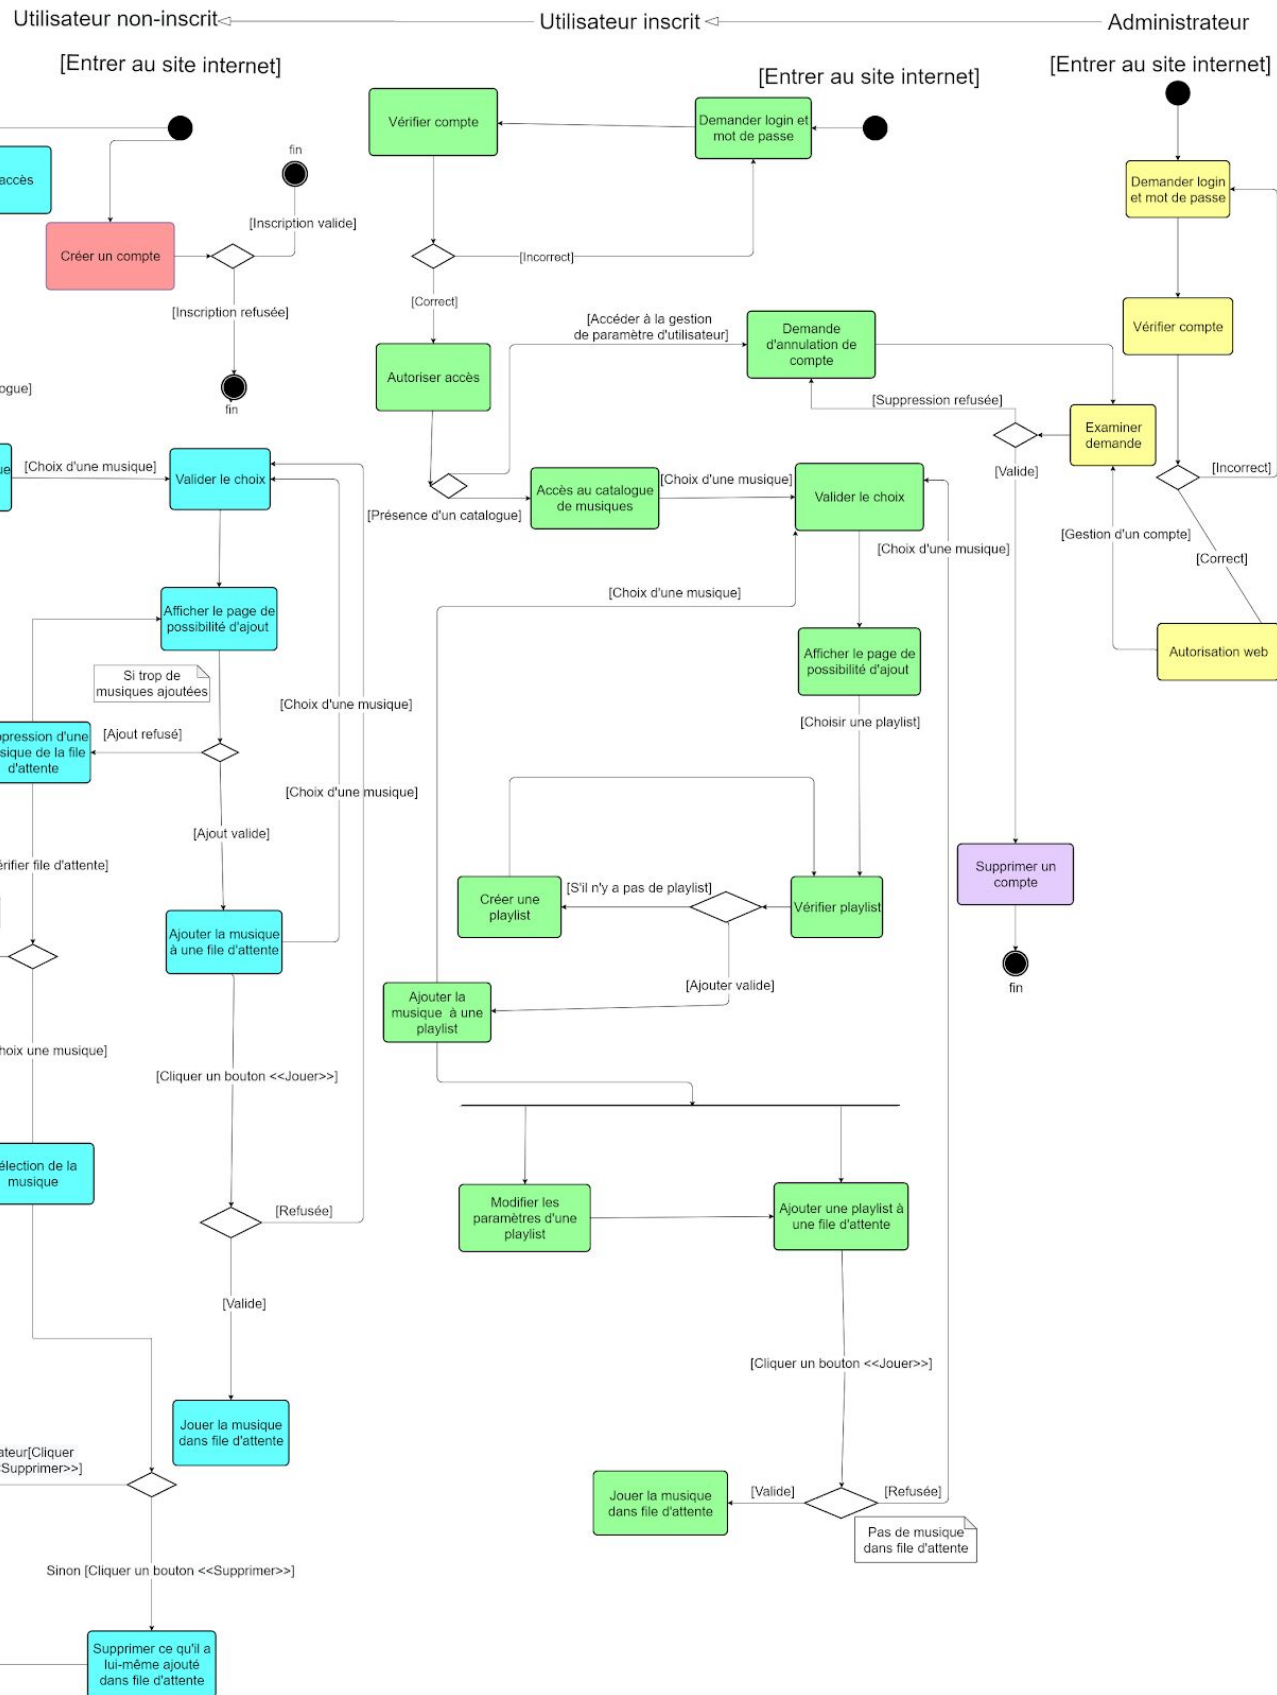 Utilisateur non-inscrit
Utilisateur inscrit
Administrateur
[Entrer au site internet]
[Entrer au site internet]
[Entrer au site internet]
accès
fin
[Inscription valide]
Créer un compte
[Inscription refusée]
fin
ogue]
[Choix d'une musique]
Valider le choix
Afficher le page de
possibilité d'ajout
Si trop de
musiques ajoutées
[Choix d'une musique]
[Ajout refusé]
pression d'une
sique de la file
d'attente
[Choix d'une musique]
[Ajout valide]
érifier file d'attente]
Ajouter la musique
à une file d'attente
hoix une musique]
[Cliquer un bouton <<Jouer>>]
élection de la
musique
[Refusée]
[Valide]
Jouer la musique
dans file d'attente
ateur[Cliquer
<Supprimer>>]
Sinon [Cliquer un bouton <<Supprimer>>]
Supprimer ce qu'il a
lui-même ajouté
dans file d'attente
Vérifier compte
Demander login et
mot de passe
[Incorrect]
[Correct]
Autoriser accès
[Accéder à la gestion
de paramètre d'utilisateur]
Demande
d'annulation de
compte
[Suppression refusée]
[Présence d'un catalogue]
Accès au catalogue
de musiques
[Choix d'une musique]
Valider le choix
[Choix d'une musique]
[Choix d'une musique]
Afficher le page de
possibilité d'ajout
[Choisir une playlist]
Créer une
playlist
[S'il n'y a pas de playlist]
Vérifier playlist
[Ajouter valide]
Ajouter la
musique à une
playlist
Modifier les
paramètres d'une
playlist
Ajouter une playlist à
une file d'attente
[Cliquer un bouton <<Jouer>>]
Jouer la musique
dans file d'attente
[Valide]
[Refusée]
Pas de musique
dans file d'attente
Demander login
et mot de passe
Vérifier compte
Examiner
demande
[Valide]
[Incorrect]
[Gestion d'un compte]
[Correct]
Autorisation web
Supprimer un
compte
fin